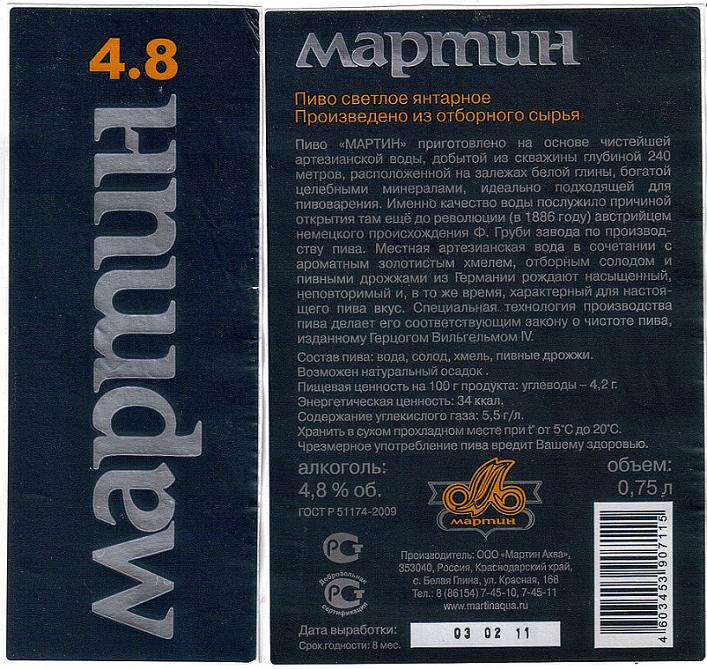 4.8
мартин
мартин
Пиво светлое янтарное
Произведено из отборного сырья
Пиво «МАРТИН» приготовлено на основе чистейшей
артезианской воды, добытой из скважины глубиной 240
метров, расположенной на залежах белой глины, богатой
целебными минералами, идеально подходящей для
пивоварения. Именно качество воды послужило причиной
открытия там ещё до революции (в 1886 году) австрийцем
немецкого происхождения Ф. Груби завода по производ-
ству пива. Местная артезианская вода в сочетании с
ароматным золотистым хмелем, отборным солодом и
пивными дрожжами из Германии рождают насыщенный,
неповторимый и, в то же время, характерный для настоя-
щего пива вкус. Специальная технология производства
пива делает его соответствующим закону о чистоте пива,
изданному Герцогом Вильгельмом IV.
Состав пива: вода, солод, хмель, пивные дрожжи.
Возможен натуральный осадок .
Пищевая ценность на 100 г продукта: углеводы – 4,2 г.
Энергетическая ценность: 34 ккал.
Содержание углекислого газа: 5,5 г/л.
Хранить в сухом прохладном месте при t° от 5°С до 20°С.
Чрезмерное употребление пива вредит Вашему здоровью.
алкоголь:
4,8 % об.
ГОСТ Р 51174-2009
мартин
объем:
0,75 л
РСТ
Добровольная
РСТ
сертификация
Производитель: ООО «Мартин Аква»,
353040, Россия, Краснодарский край,
с. Белая Глина, ул. Красная, 168
Тел.: 8 (86154) 7-45-10, 7-45-11
www.martinaqua.ru
4 603453 907115
Дата выработки:
03 02 11
Срок годности: 8 мес.